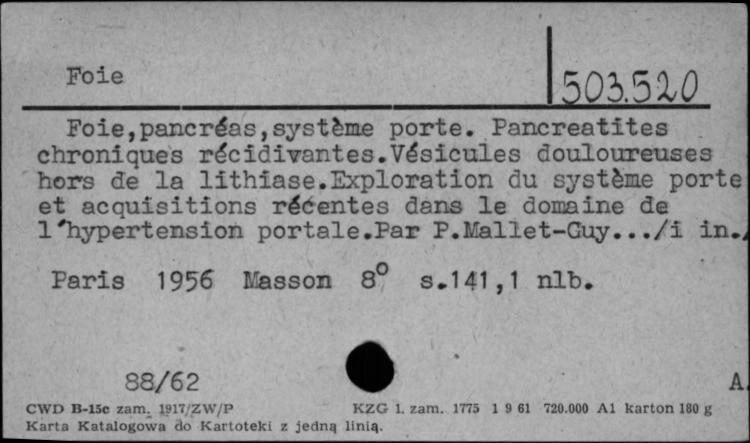 Foie
503.520
Foie,pancréas,système porte. Pancreatites
chroniques récidivantes.Vésicules douloureuses
hors de la lithiase.Exploration du système porte
et acquisitions récentes dans le domaine de
l'hypertension portale.Par P.Mallet-Guy.../i in./
Paris 1956 Masson 8° s.141,1 nlb.
88/62
A.
CWD B-15c zam. 1917/ZW/P KZG 1. zam. 1775 1 9 61 720.000 A1 karton 180 g
Karta Katalogowa do Kartoteki z jedną linią.